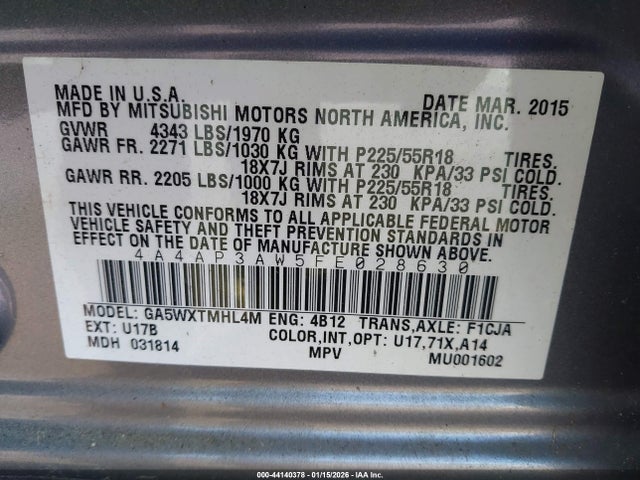 MADE IN U.S.A. DATE MAR. 2015
MFD BY MITSUBISHI MOTORS NORTH AMERICA, INC.
GVWR 4343 LBS/1970 KG
GAWR FR. 2271 LBS/1030 KG WITH P225/55R18 TIRES.
18X7J RIMS AT 230 KPA/33 PSI COLD.
GAWR RR. 2205 LBS/1000 KG WITH P225/55R18 TIRES.
18X7J RIMS AT 230 KPA/33 PSI COLD.
THIS VEHICLE CONFORMS TO ALL APPLICABLE FEDERAL MOTOR
VEHICLE SAFETY AND THEFT PREVENTION STANDARDS IN
EFFECT ON THE DATE OF MANUFACTURE SHOWN ABOVE.
4A4AP3AW5FE028630
MODEL: GA5WXTMHL4M ENG: 4B12 TRANS,AXLE: F1CJA
EXT: U17B COLOR,INT,OPT: U17,71X,A14
MDH 031814 MPV MU001602
000-44140378 - 01/15/2026 - IAA Inc.